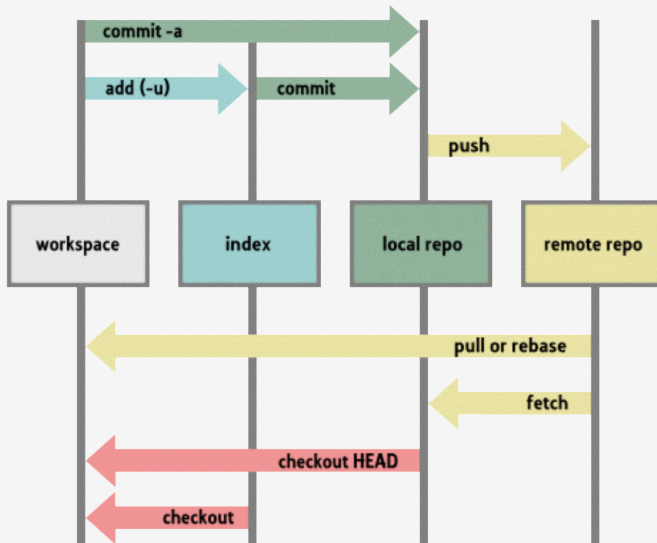 commit -a
add (-u)
commit
push
workspace
index
local repo
remote repo
pull or rebase
fetch
checkout HEAD
checkout